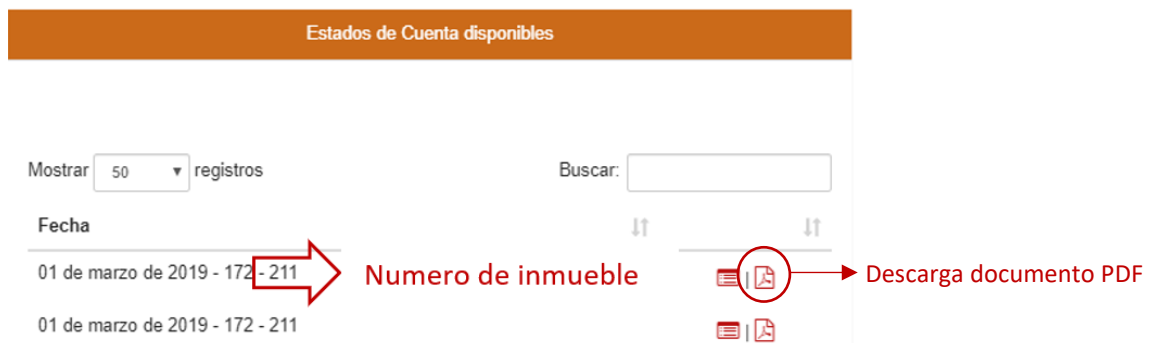 Estados de Cuenta disponibles
Mostrar 50 registros Buscar:
Fecha
01 de marzo de 2019 - 172 - 211 Numero de inmueble | Descarga documento PDF
01 de marzo de 2019 - 172 - 211 |